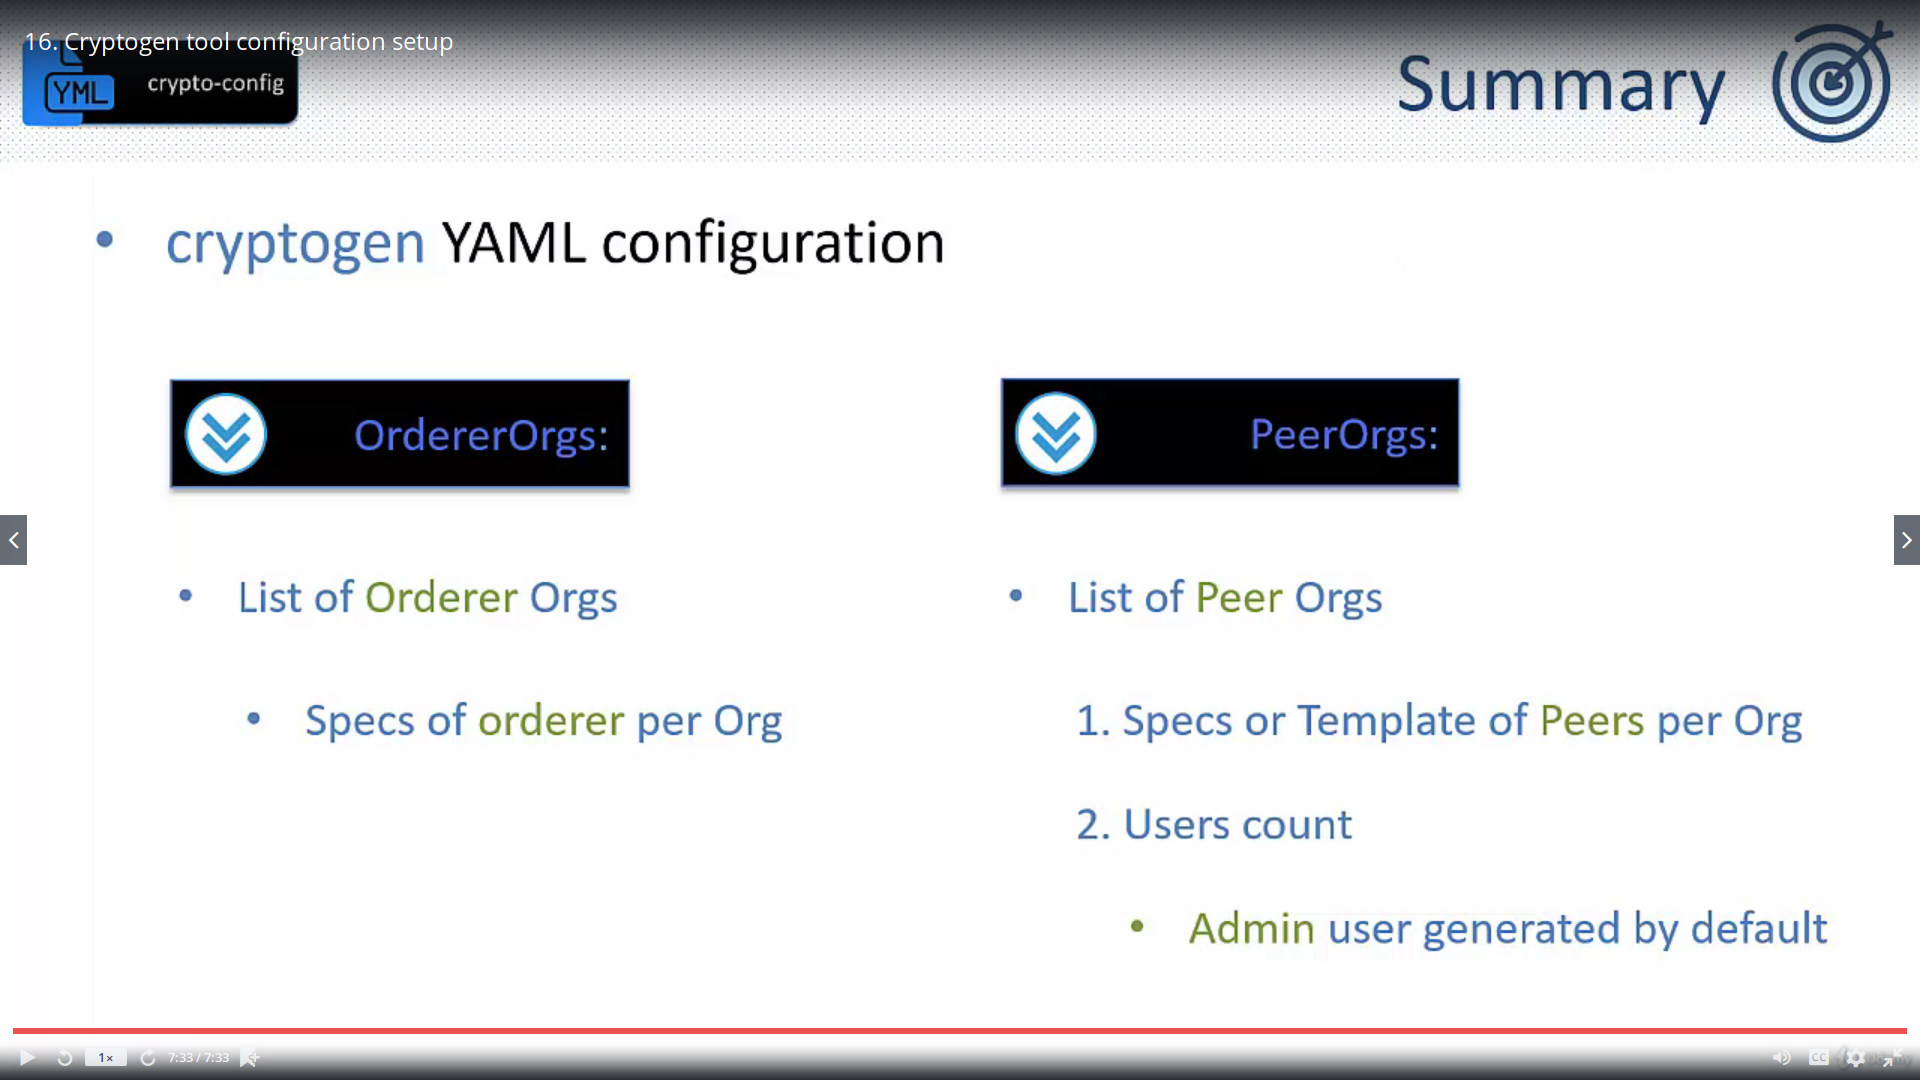 16. Cryptogen tool configuration setup
YML
crypto-config
Summary
• cryptogen YAML configuration
OrdererOrgs:
PeerOrgs:
• List of Orderer Orgs
• Specs of orderer per Org
• List of Peer Orgs
1. Specs or Template of Peers per Org
2. Users count
• Admin user generated by default
1×
7:33 / 7:33
CC